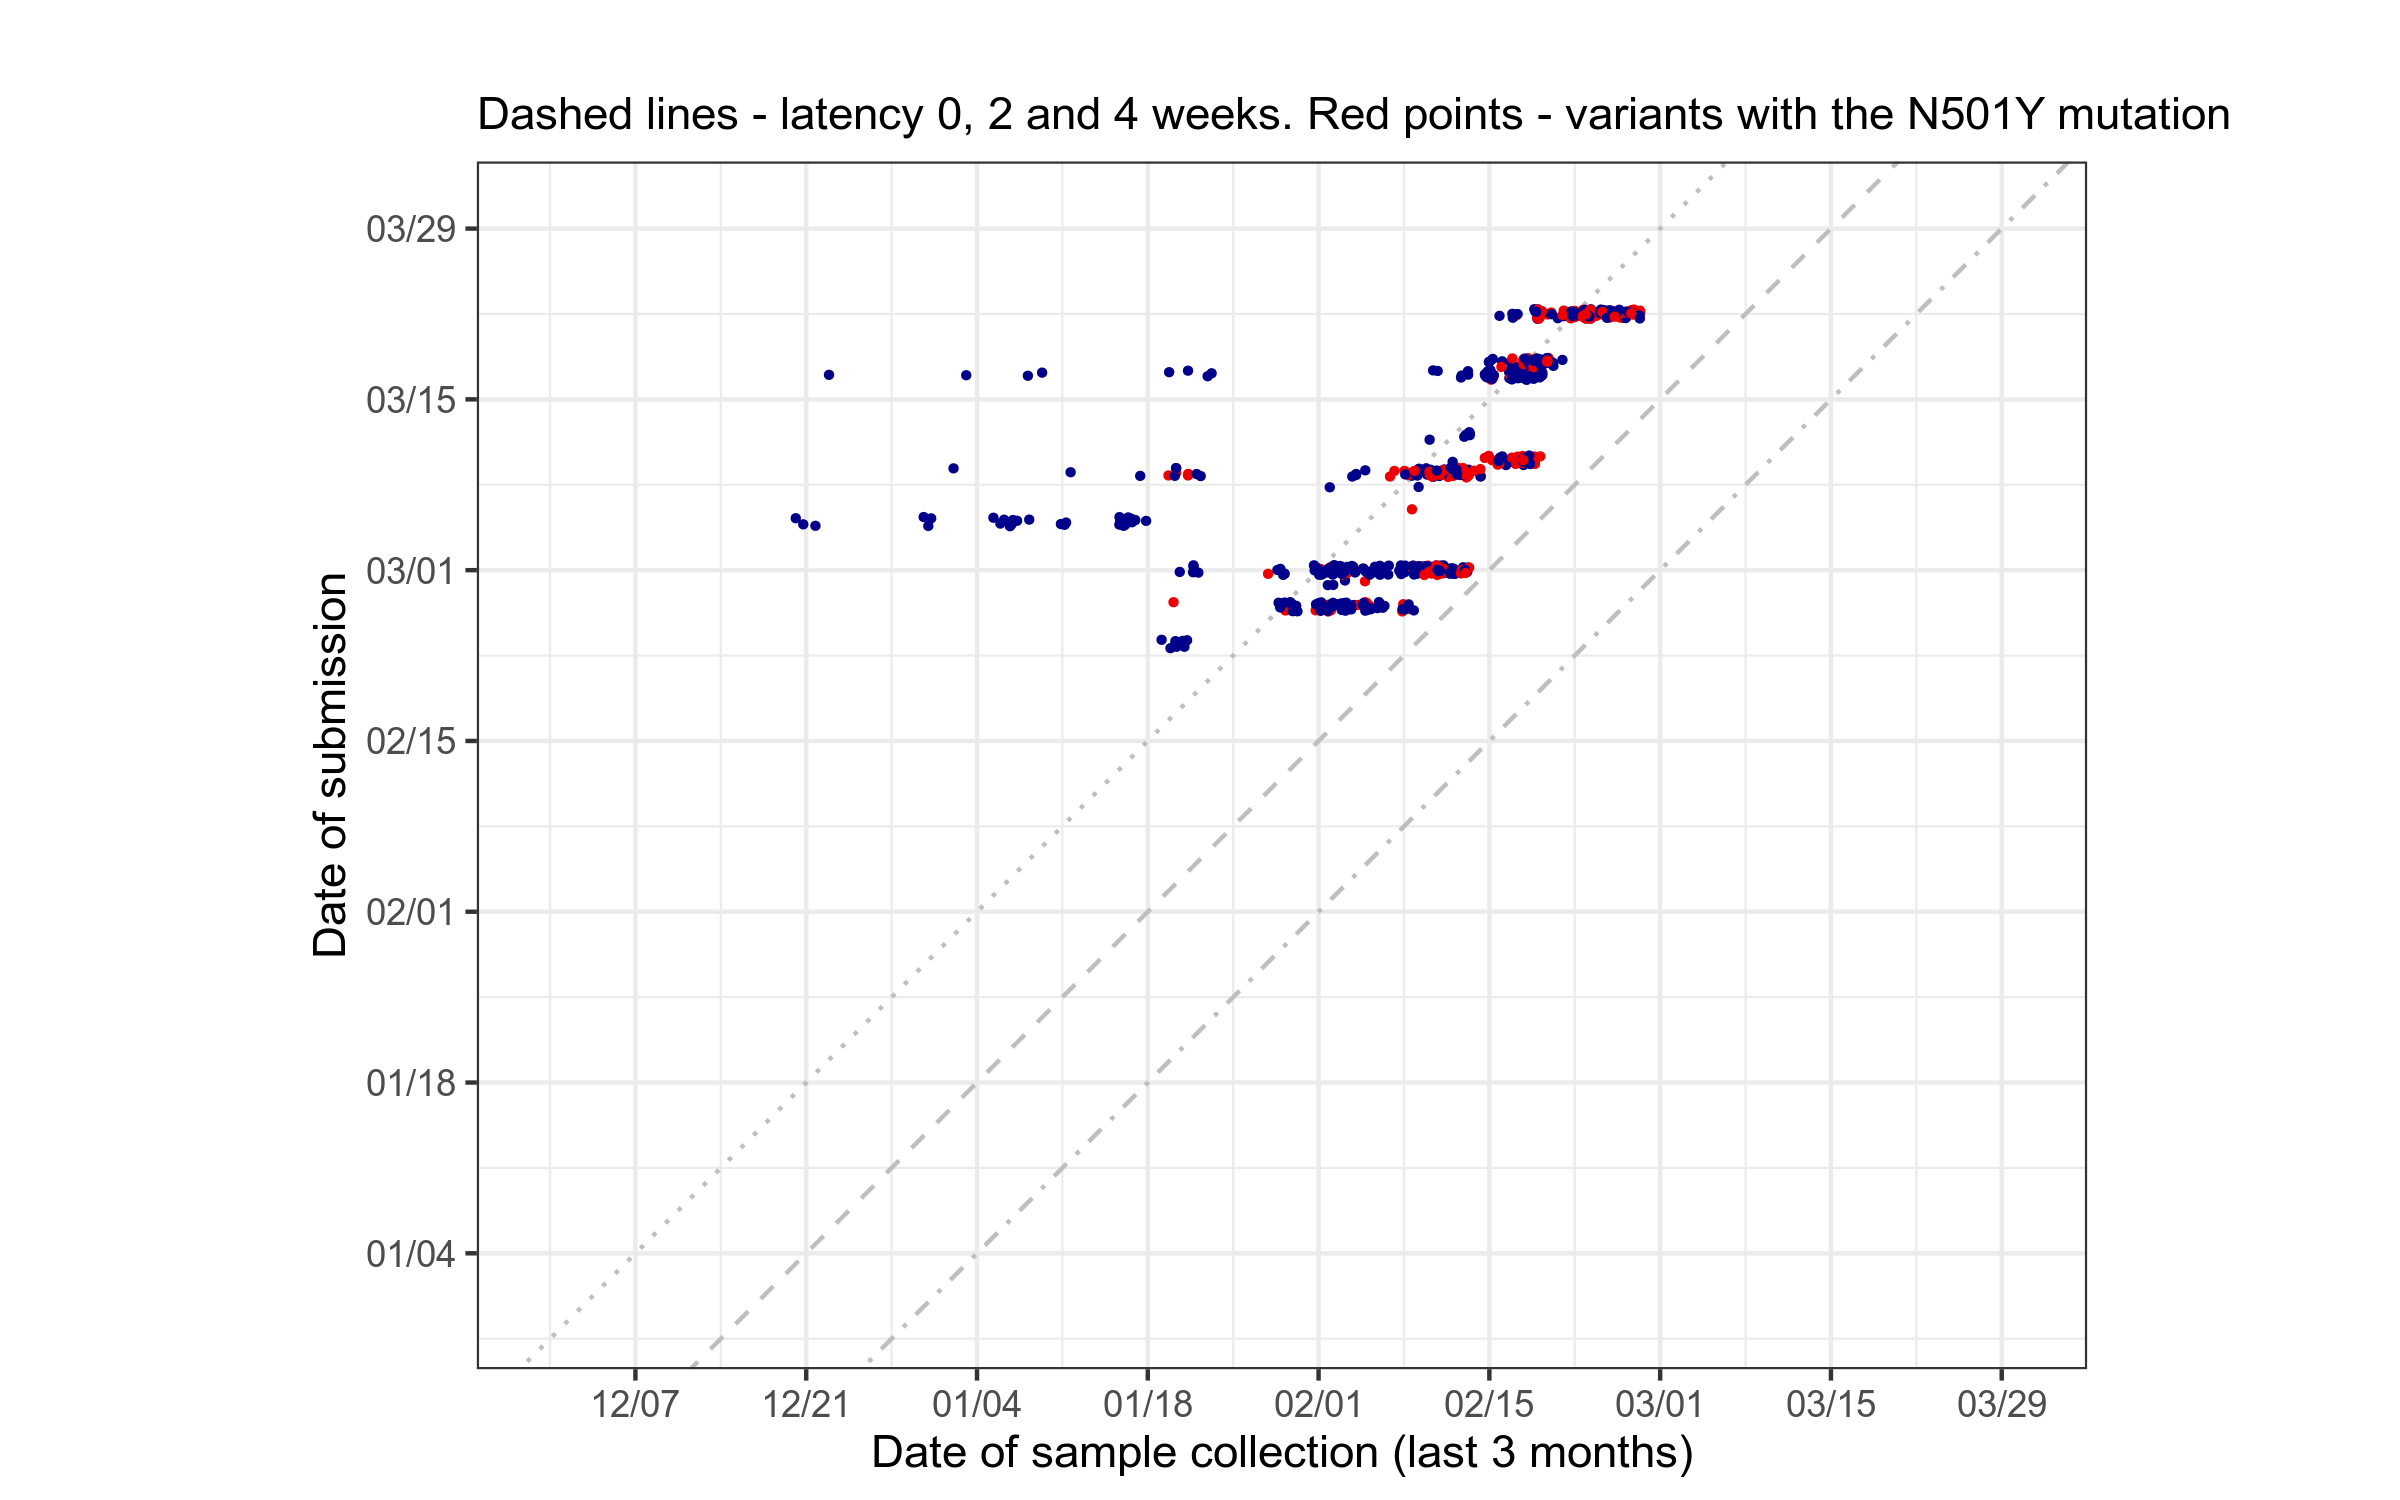 Dashed lines - latency 0, 2 and 4 weeks. Red points - variants with the N501Y mutation
Date of submission
03/29
03/15
03/01
02/15
02/01
01/18
01/04
12/07 12/21 01/04 01/18 02/01 02/15 03/01 03/15 03/29
Date of sample collection (last 3 months)